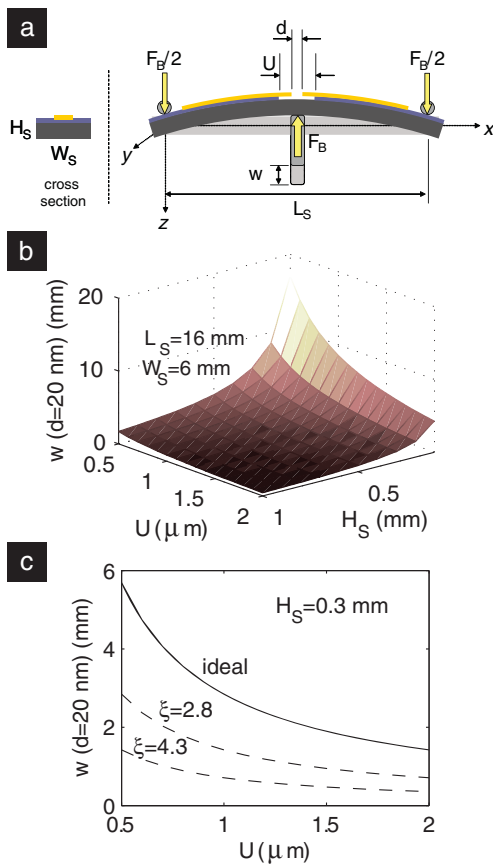 a
d
U
F_B/2
F_B/2
H_S
W_S
cross
section
y
z
x
F_B
w
L_S
b
w (d=20 nm) (mm)
20
10
0
L_S=16 mm
W_S=6 mm
0.5
1
1.5
2
U (μm)
1
0.5
H_S (mm)
c
w (d=20 nm) (mm)
6
4
2
0
H_S=0.3 mm
ideal
ξ=2.8
ξ=4.3
0.5
1
1.5
2
U (μm)